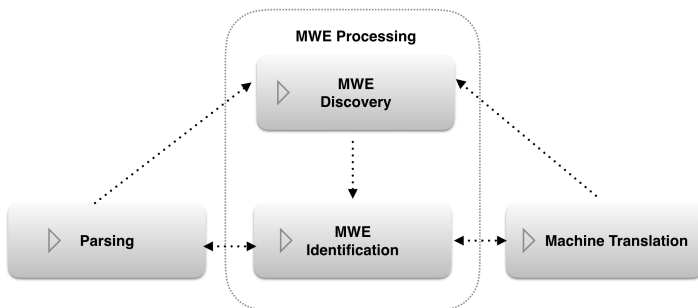 MWE Processing
MWE
Discovery
Parsing
MWE
Identification
Machine Translation